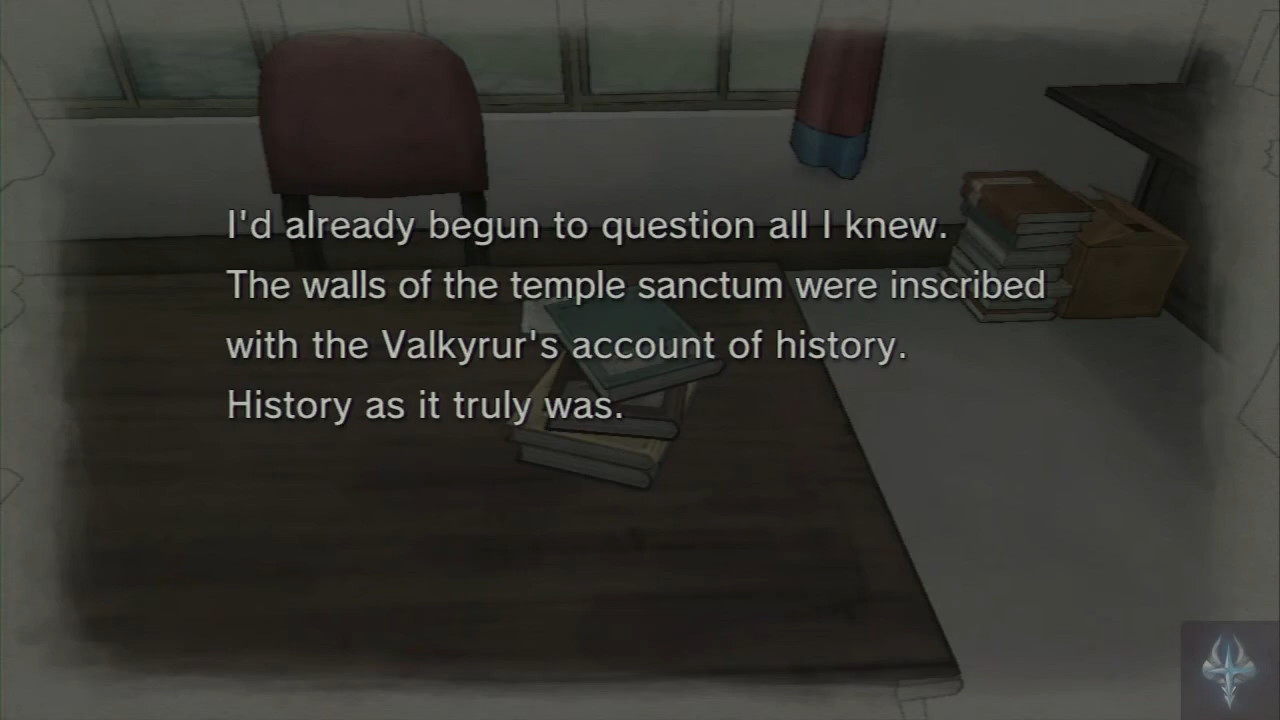 I'd already begun to question all I knew.
The walls of the temple sanctum were inscribed
with the Valkyrur's account of history.
History as it truly was.